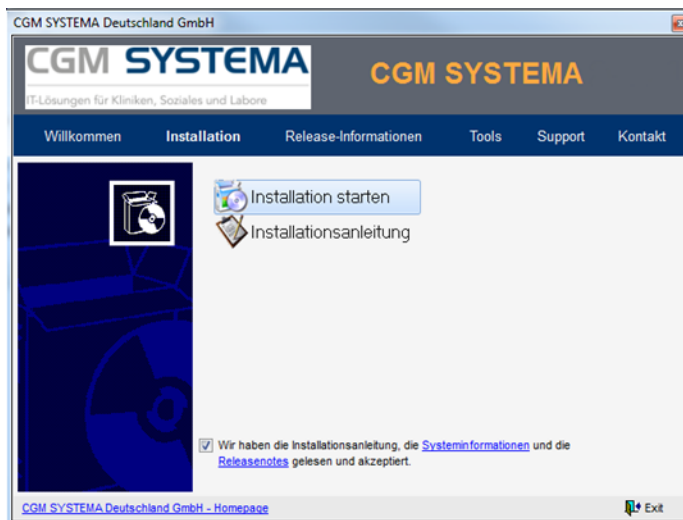 CGM SYSTEMA Deutschland GmbH
CGM SYSTEMA
IT-Lösungen für Kliniken, Soziales und Labore
CGM SYSTEMA
Willkommen Installation Release-Informationen Tools Support Kontakt
Installation starten
Installationsanleitung
Wir haben die Installationsanleitung, die Systeminformationen und die
Releasenotes gelesen und akzeptiert.
CGM SYSTEMA Deutschland GmbH - Homepage Exit